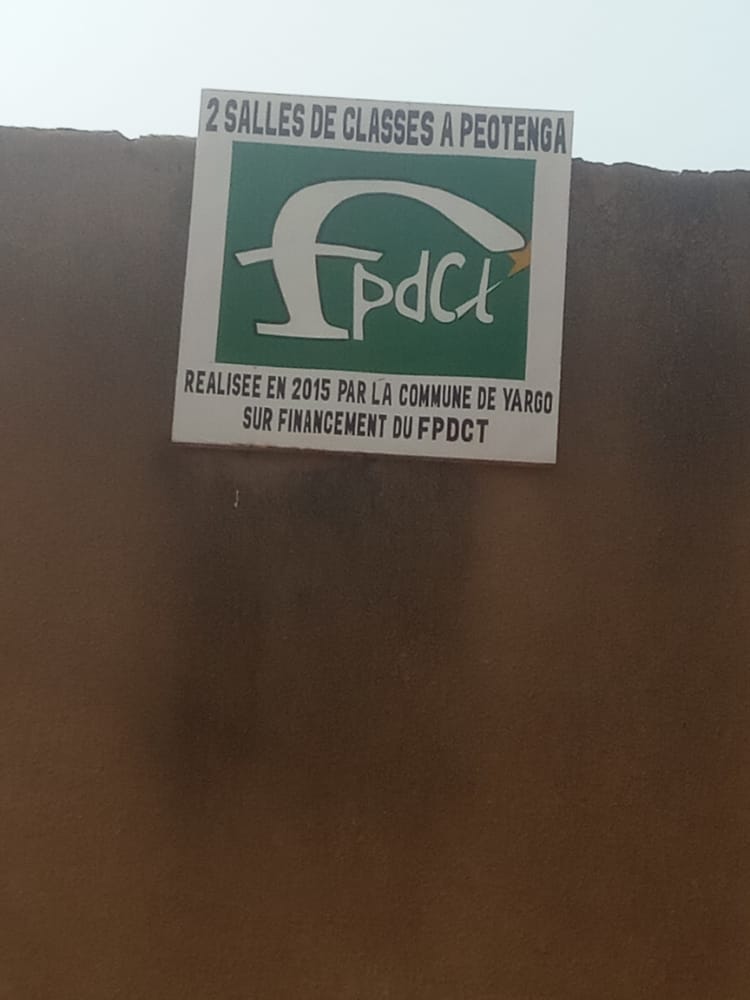 2 SALLES DE CLASSES A PEOTENGA
fpdct
REALISEE EN 2015 PAR LA COMMUNE DE YARGO
SUR FINANCEMENT DU FPDCT